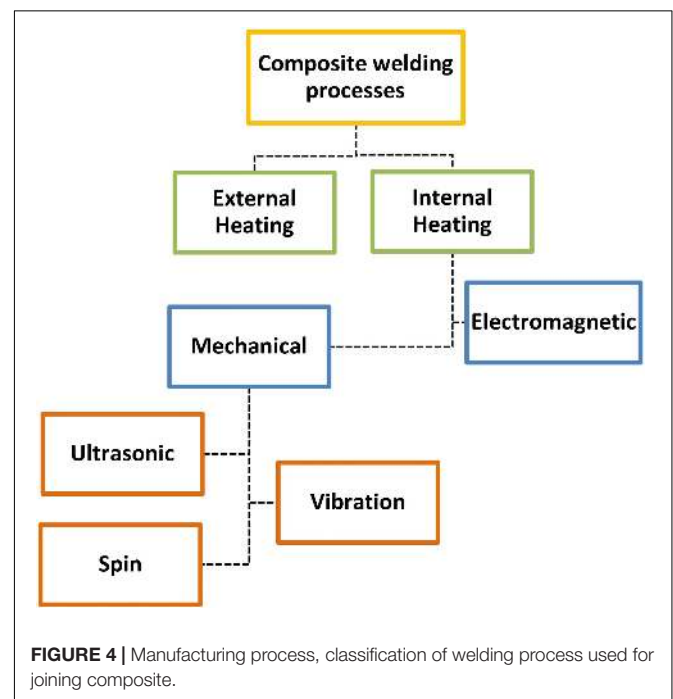 Composite welding
processes
External
Heating
Internal
Heating
Electromagnetic
Mechanical
Ultrasonic
Vibration
Spin
FIGURE 4 | Manufacturing process, classification of welding process used for
joining composite.